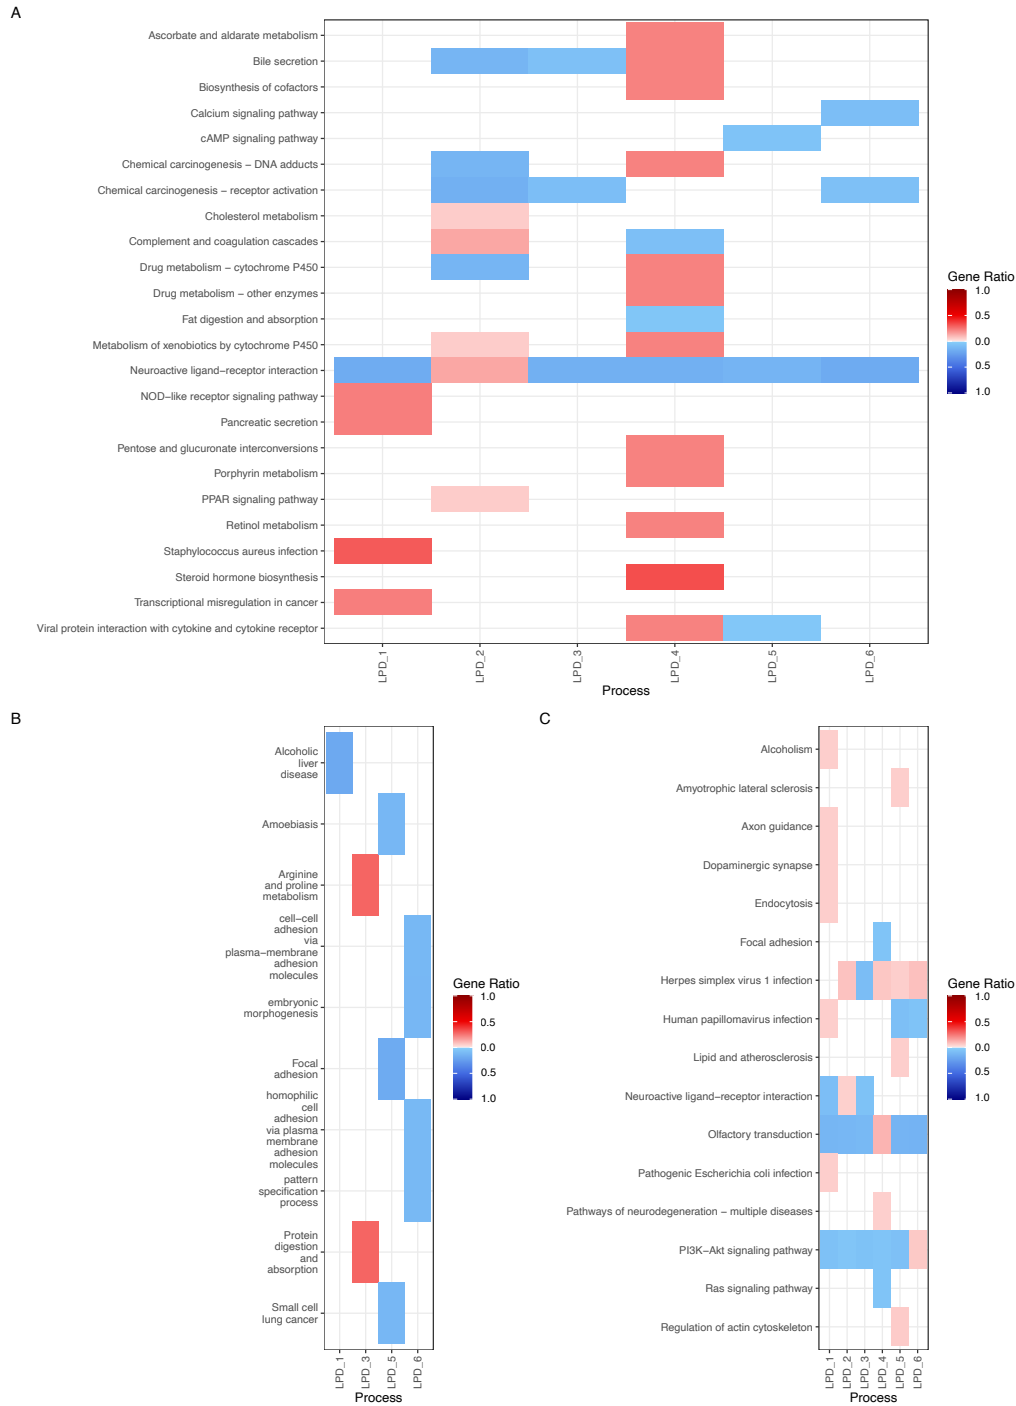 A
Ascorbate and aldarate metabolism
Bile secretion
Biosynthesis of cofactors
Calcium signaling pathway
cAMP signaling pathway
Chemical carcinogenesis − DNA adducts
Chemical carcinogenesis − receptor activation
Cholesterol metabolism
Complement and coagulation cascades
Drug metabolism − cytochrome P450
Drug metabolism − other enzymes
Fat digestion and absorption
Metabolism of xenobiotics by cytochrome P450
Neuroactive ligand−receptor interaction
NOD−like receptor signaling pathway
Pancreatic secretion
Pentose and glucuronate interconversions
Porphyrin metabolism
PPAR signaling pathway
Retinol metabolism
Staphylococcus aureus infection
Steroid hormone biosynthesis
Transcriptional misregulation in cancer
Viral protein interaction with cytokine and cytokine receptor
LPD_1
LPD_2
LPD_3
LPD_4
LPD_5
LPD_6
Process
Gene Ratio
1.0
0.5
0.0
0.5
1.0
B
Alcoholic
liver
disease
Amoebiasis
Arginine
and proline
metabolism
cell−cell
adhesion
via
plasma−membrane
adhesion
molecules
embryonic
morphogenesis
Focal
adhesion
homophilic
cell
adhesion
via plasma
membrane
adhesion
molecules
pattern
specification
process
Protein
digestion
and
absorption
Small cell
lung cancer
LPD_1
LPD_3
LPD_5
LPD_6
Process
Gene Ratio
1.0
0.5
0.0
0.5
1.0
C
Alcoholism
Amyotrophic lateral sclerosis
Axon guidance
Dopaminergic synapse
Endocytosis
Focal adhesion
Herpes simplex virus 1 infection
Human papillomavirus infection
Lipid and atherosclerosis
Neuroactive ligand−receptor interaction
Olfactory transduction
Pathogenic Escherichia coli infection
Pathways of neurodegeneration − multiple diseases
PI3K−Akt signaling pathway
Ras signaling pathway
Regulation of actin cytoskeleton
LPD_1
LPD_2
LPD_3
LPD_4
LPD_5
LPD_6
Process
Gene Ratio
1.0
0.5
0.0
0.5
1.0